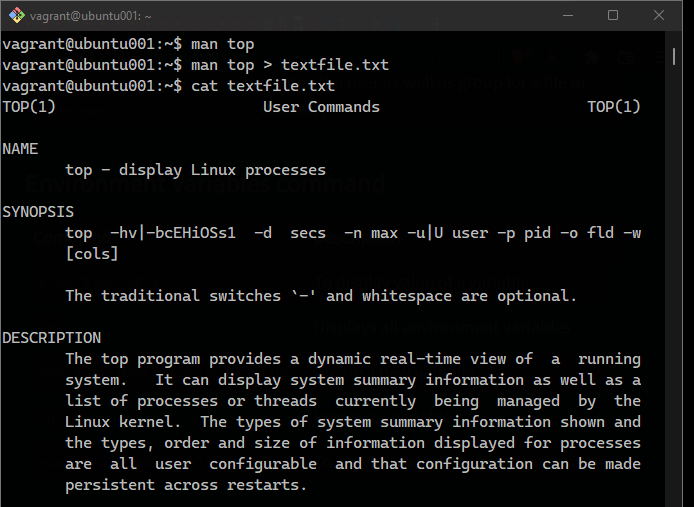 vagrant@ubuntu001: ~
vagrant@ubuntu001:~$ man top
vagrant@ubuntu001:~$ man top > textfile.txt
vagrant@ubuntu001:~$ cat textfile.txt
TOP(1)                       User Commands                       TOP(1)
NAME
top - display Linux processes
SYNOPSIS
top  -hv|-bcEHiOSs1  -d  secs  -n max -u|U user -p pid -o fld -w
[cols]
The traditional switches `-' and whitespace are optional.
DESCRIPTION
The top program provides a dynamic real-time view of  a  running
system.   It can display system summary information as well as a
list of processes or threads  currently  being  managed  by  the
Linux kernel.  The types of system summary information shown and
the types, order and size of information displayed for processes
are  all  user  configurable  and that configuration can be made
persistent across restarts.
Environment Variables Command